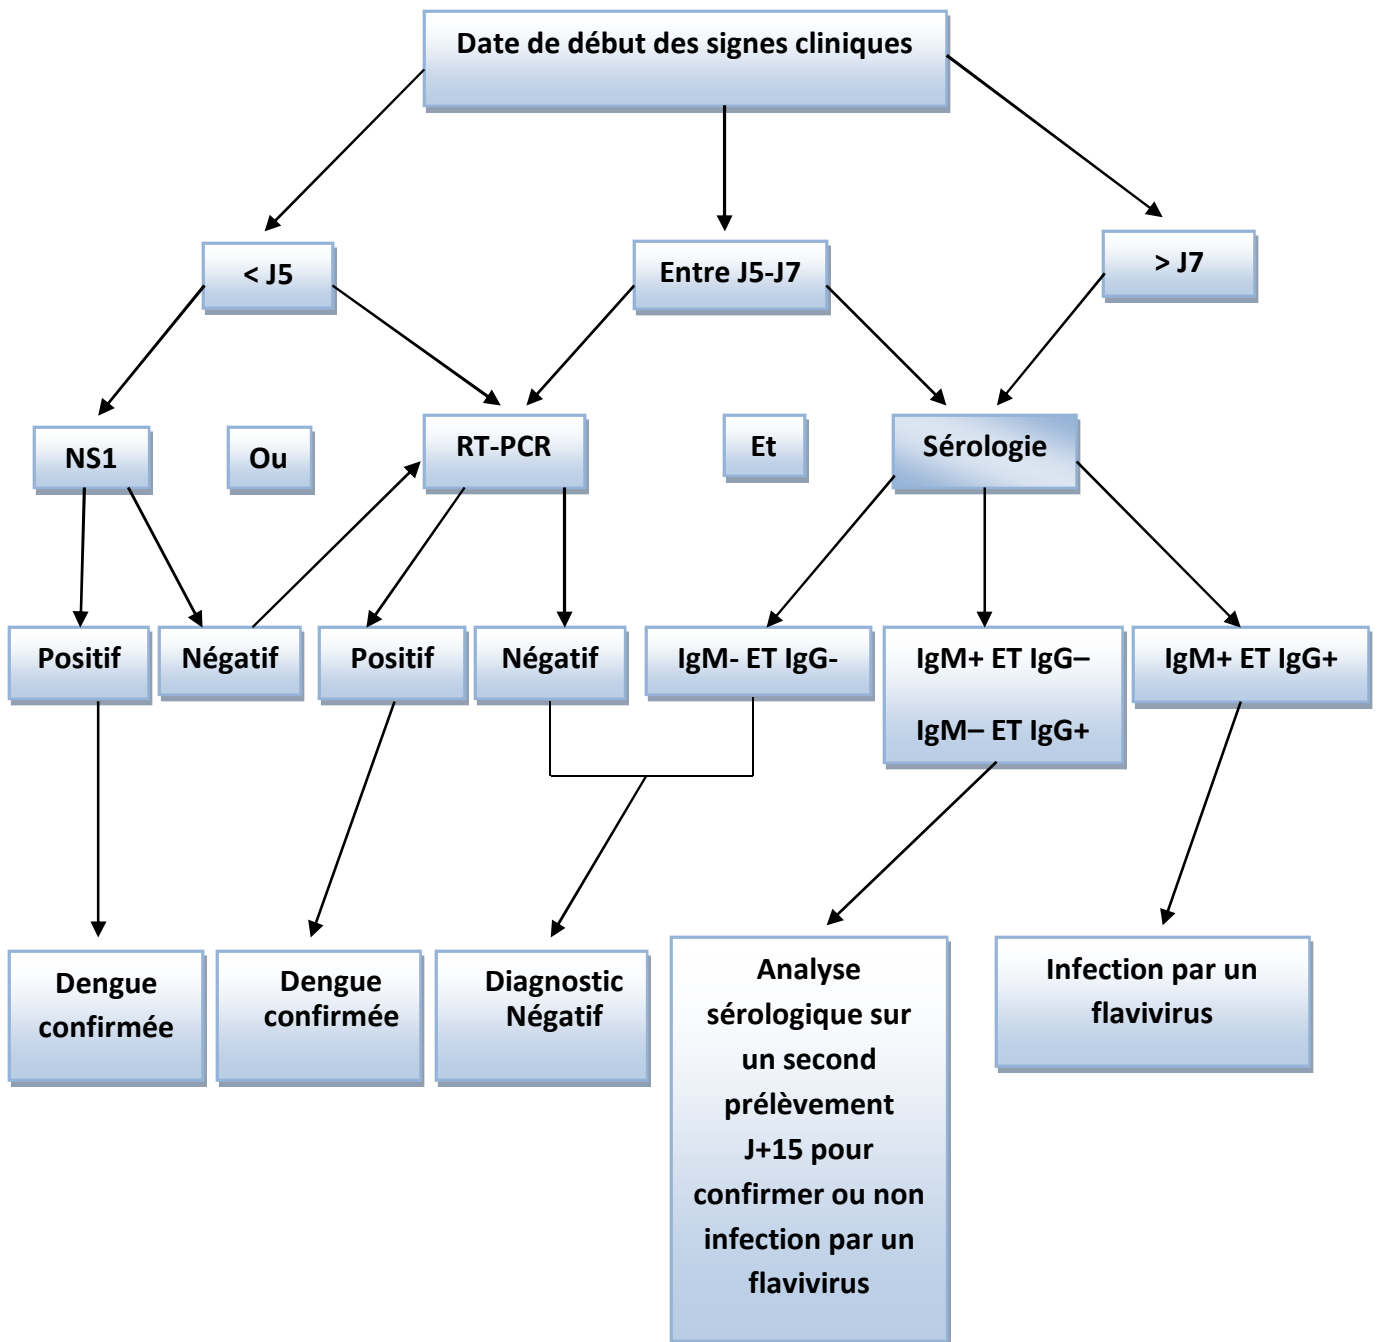 Date de début des signes cliniques
< J5
Entre J5-J7
> J7
NS1
Ou
RT-PCR
Et
Sérologie
Positif
Négatif
Positif
Négatif
IgM- ET IgG-
IgM+ ET IgG–
IgM– ET IgG+
IgM+ ET IgG+
Dengue
confirmée
Dengue
confirmée
Diagnostic
Négatif
Analyse
sérologique sur
un second
prélèvement
J+15 pour
confirmer ou non
infection par un
flavivirus
Infection par un
flavivirus